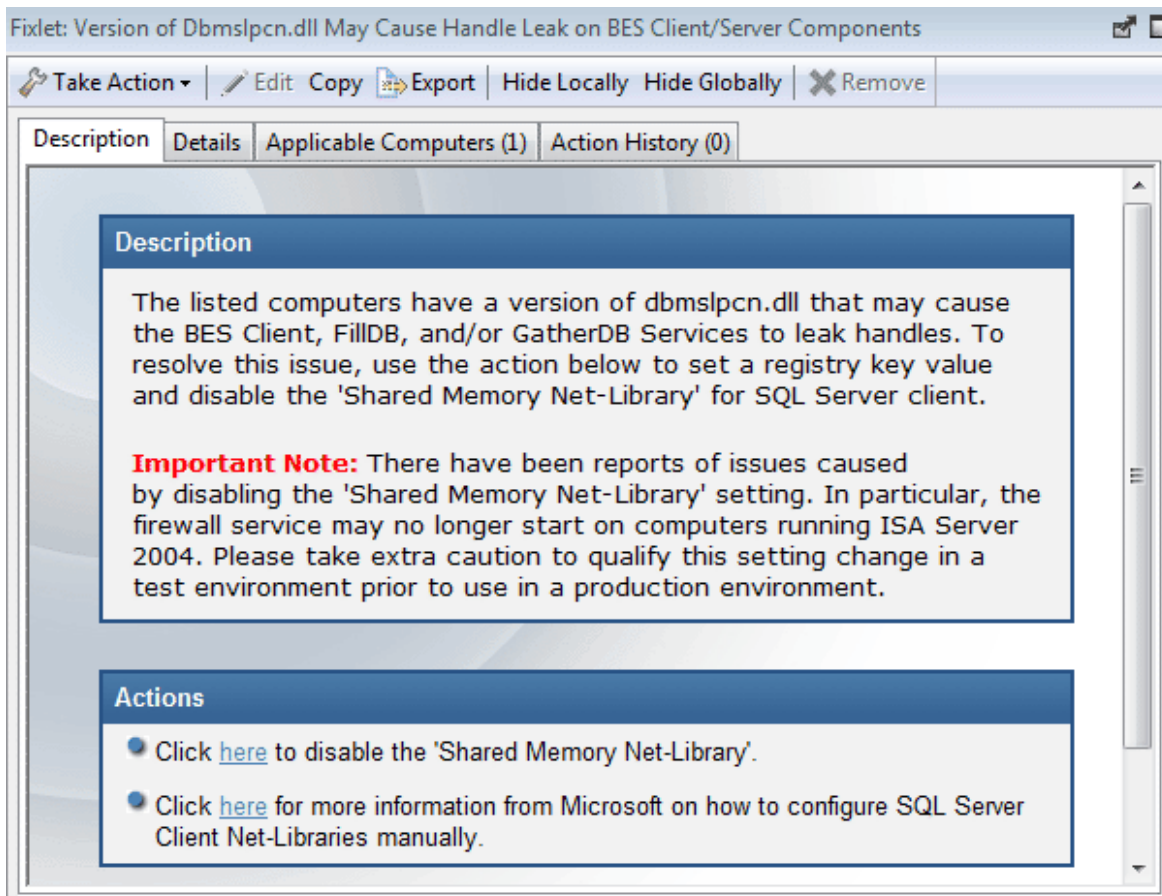 Fixlet: Version of Dbmslpcn.dll May Cause Handle Leak on BES Client/Server Components
Take Action Edit Copy Export Hide Locally Hide Globally Remove
Description Details Applicable Computers (1) Action History (0)
Description
The listed computers have a version of dbmslpcn.dll that may cause
the BES Client, FillDB, and/or GatherDB Services to leak handles. To
resolve this issue, use the action below to set a registry key value
and disable the 'Shared Memory Net-Library' for SQL Server client.
Important Note: There have been reports of issues caused
by disabling the 'Shared Memory Net-Library' setting. In particular, the
firewall service may no longer start on computers running ISA Server
2004. Please take extra caution to qualify this setting change in a
test environment prior to use in a production environment.
Actions
Click here to disable the 'Shared Memory Net-Library'.
Click here for more information from Microsoft on how to configure SQL Server
Client Net-Libraries manually.